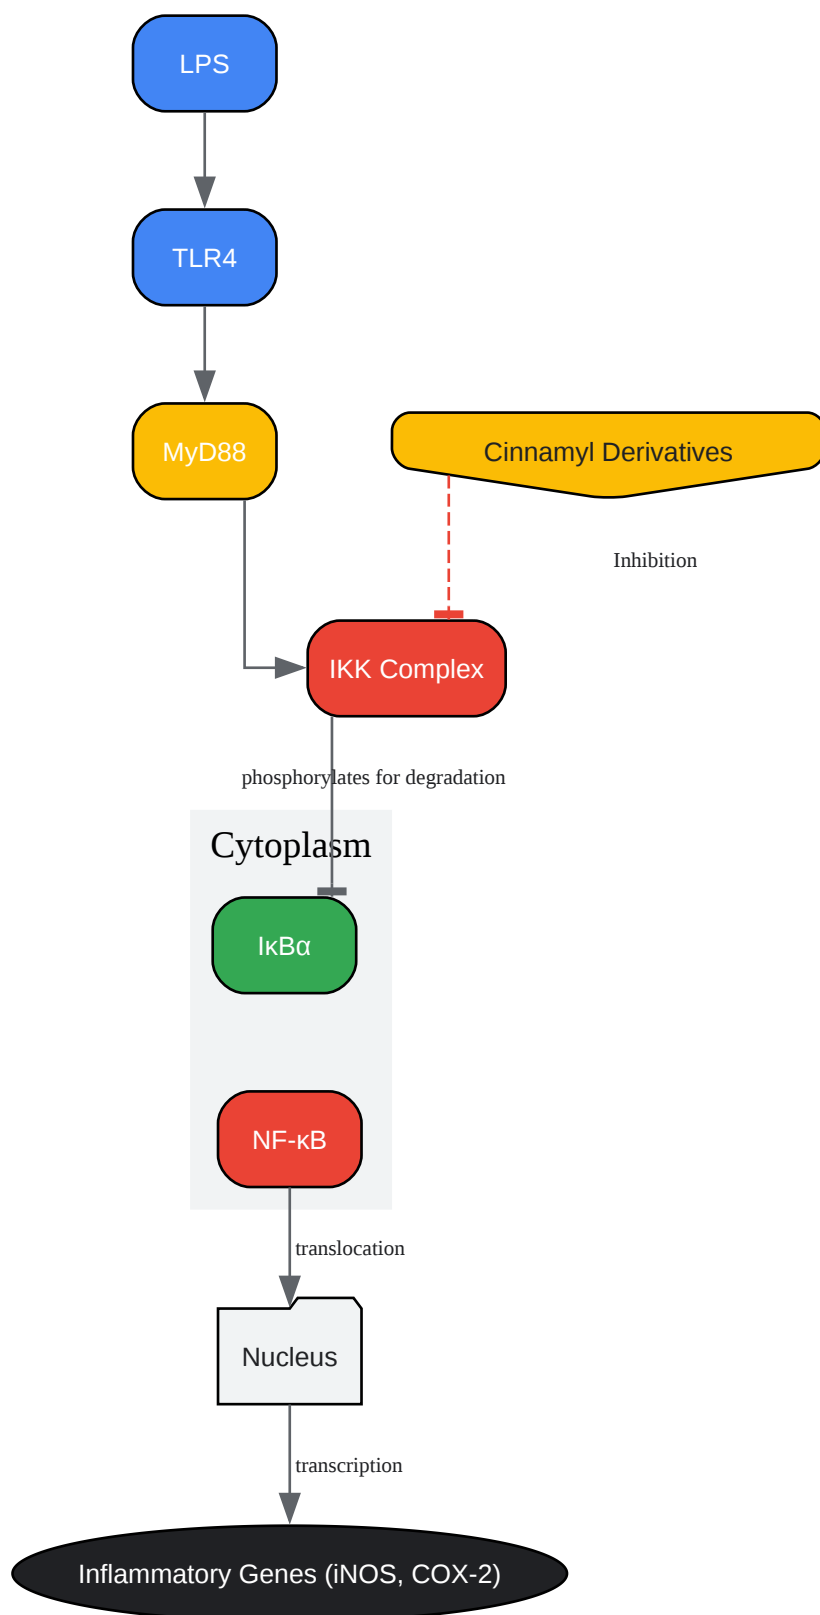 LPS
TLR4
MyD88
Cinnamyl Derivatives
Inhibition
IKK Complex
phosphorylates for degradation
Cytoplasm
IκBα
NF-κB
translocation
Nucleus
transcription
Inflammatory Genes (iNOS, COX-2)